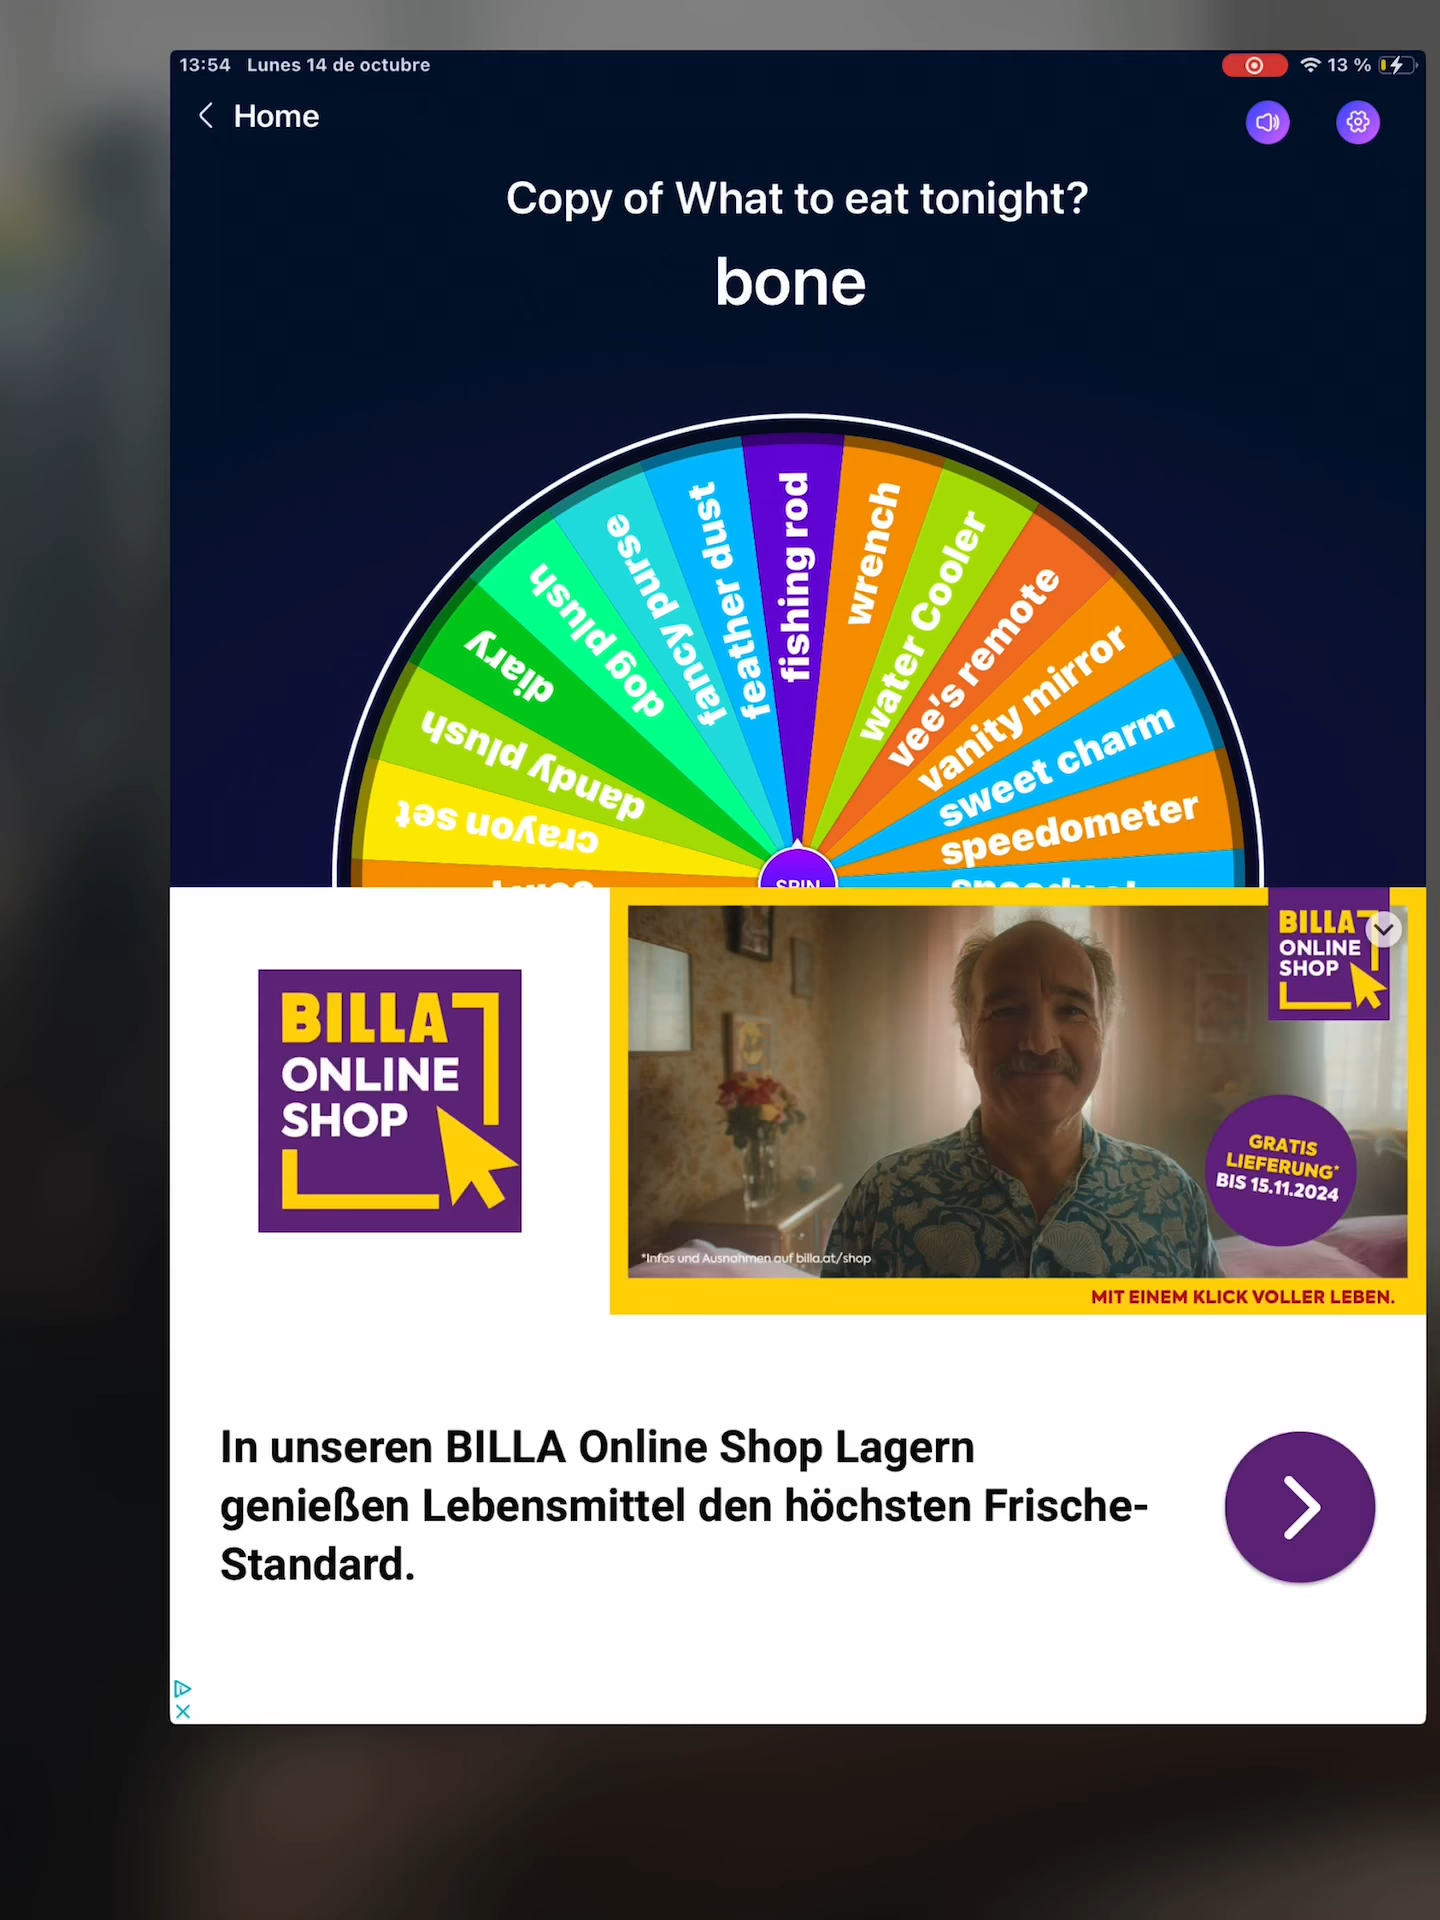 13:54 Lunes 14 de octubre
13 %
Home
Copy of What to eat tonight?
bone
crayon set
dandy plush
diary
dog plush
fancy purse
feather dust
fishing rod
wrench
water Cooler
vee's remote
vanity mirror
sweet charm
speedometer
SPIN
BILLA
ONLINE
SHOP
BILLA
ONLINE
SHOP
GRATIS
LIEFERUNG*
BIS 15.11.2024
*Infos und Ausnahmen auf billa.at/shop
MIT EINEM KLICK VOLLER LEBEN.
In unseren BILLA Online Shop Lagern
genießen Lebensmittel den höchsten Frische-
Standard.